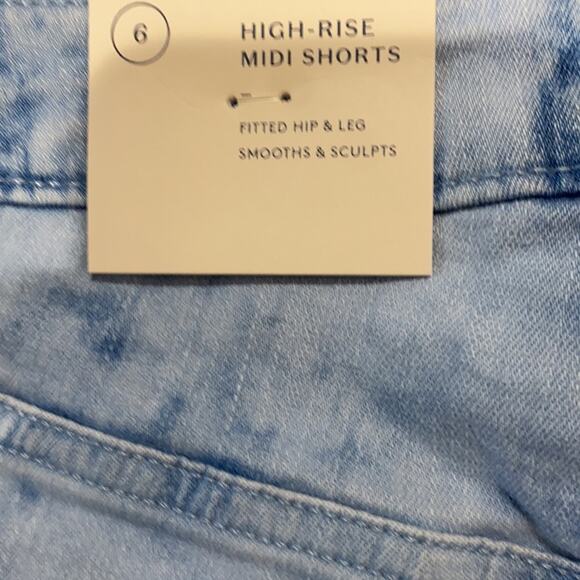 6
HIGH-RISE
MIDI SHORTS
FITTED HIP & LEG
SMOOTHS & SCULPTS